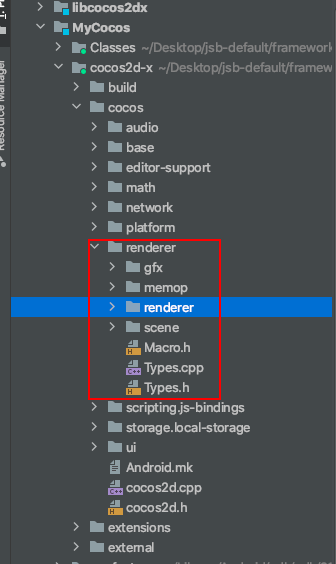 libcocos2dx
MyCocos
Classes ~/Desktop/jsb-default/framework
cocos2d-x ~/Desktop/jsb-default/frame
build
cocos
audio
base
editor-support
math
network
platform
renderer
gfx
memop
renderer
scene
Macro.h
Types.cpp
Types.h
scripting.js-bindings
storage.local-storage
ui
Android.mk
cocos2d.cpp
cocos2d.h
extensions
external
Resource Manager